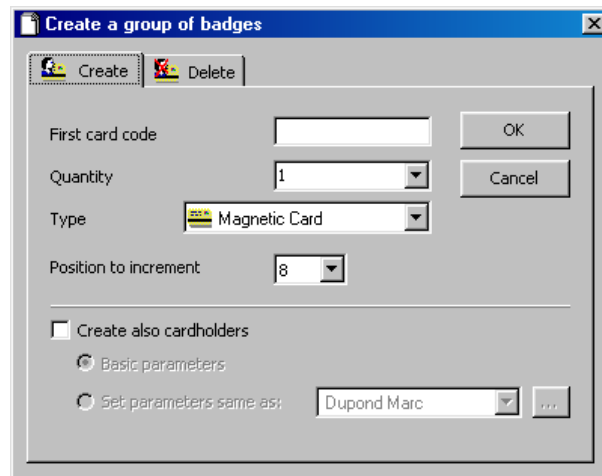 Create a group of badges
Create Delete
First card code OK
Quantity 1 Cancel
Type Magnetic Card
Position to increment 8
Create also cardholders
Basic parameters
Set parameters same as: Dupond Marc ...